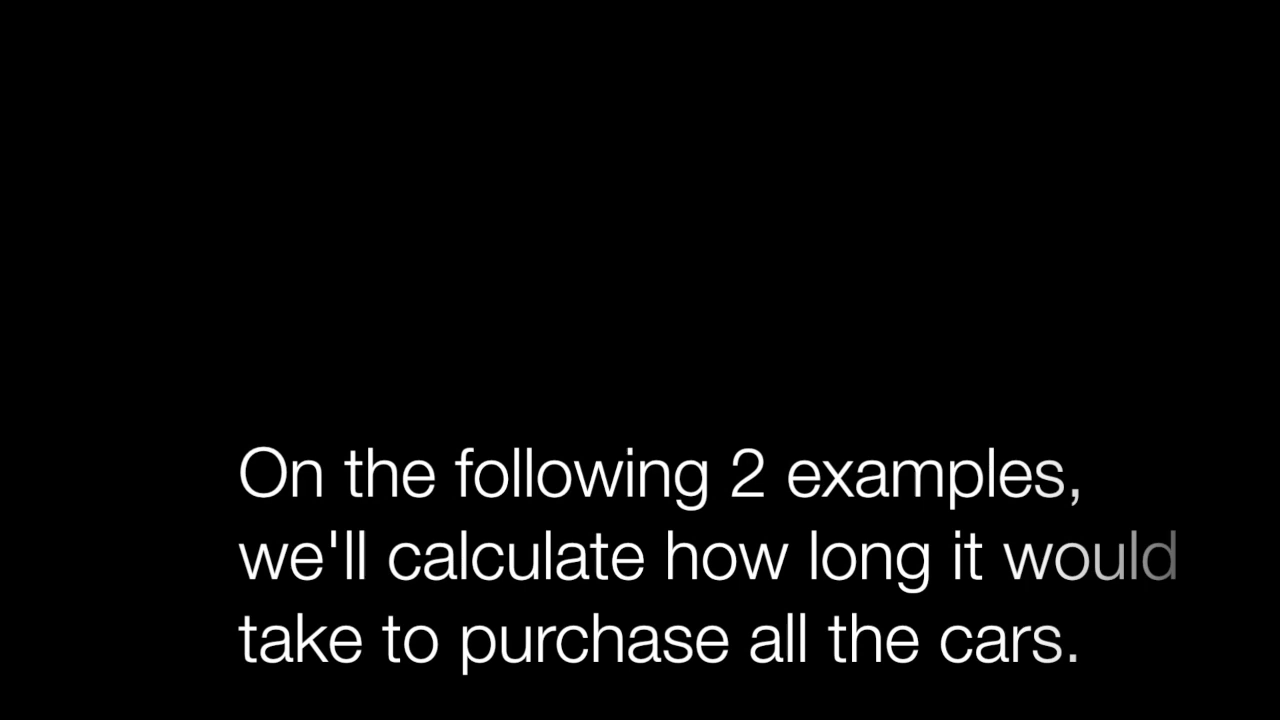 On the following 2 examples,
we'll calculate how long it would
take to purchase all the cars.